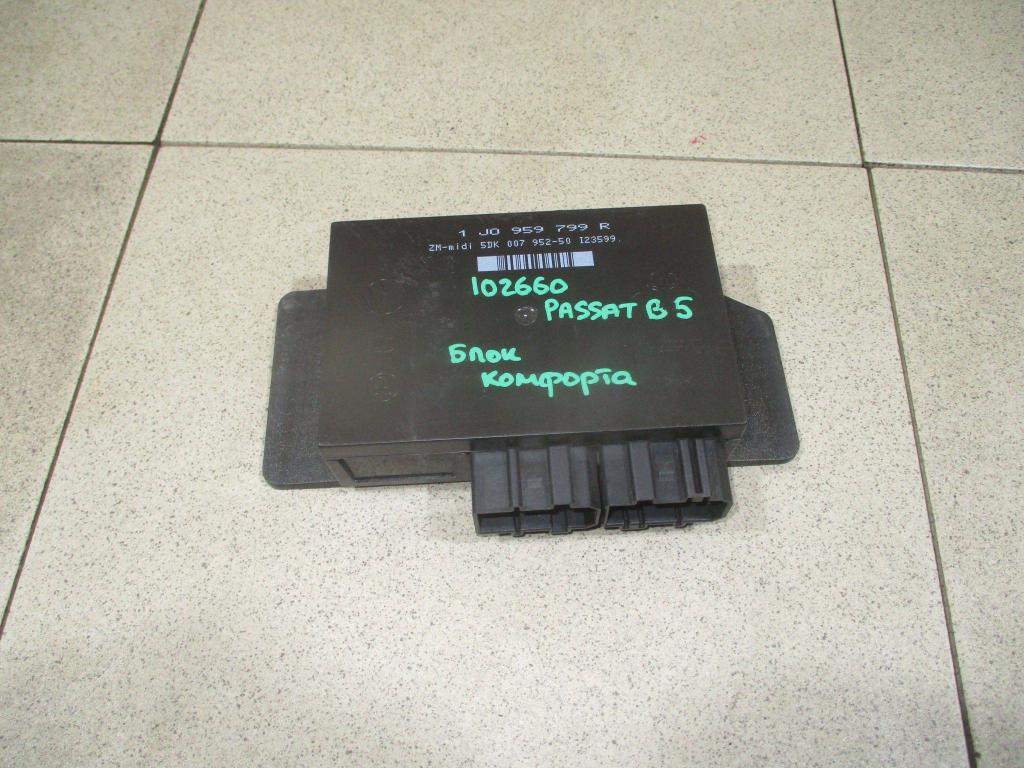 1 J0 959 799 R
ZM-midi 5DK 007 952-50 I23599.
102660
PASSAT B5
Блок
комфорта